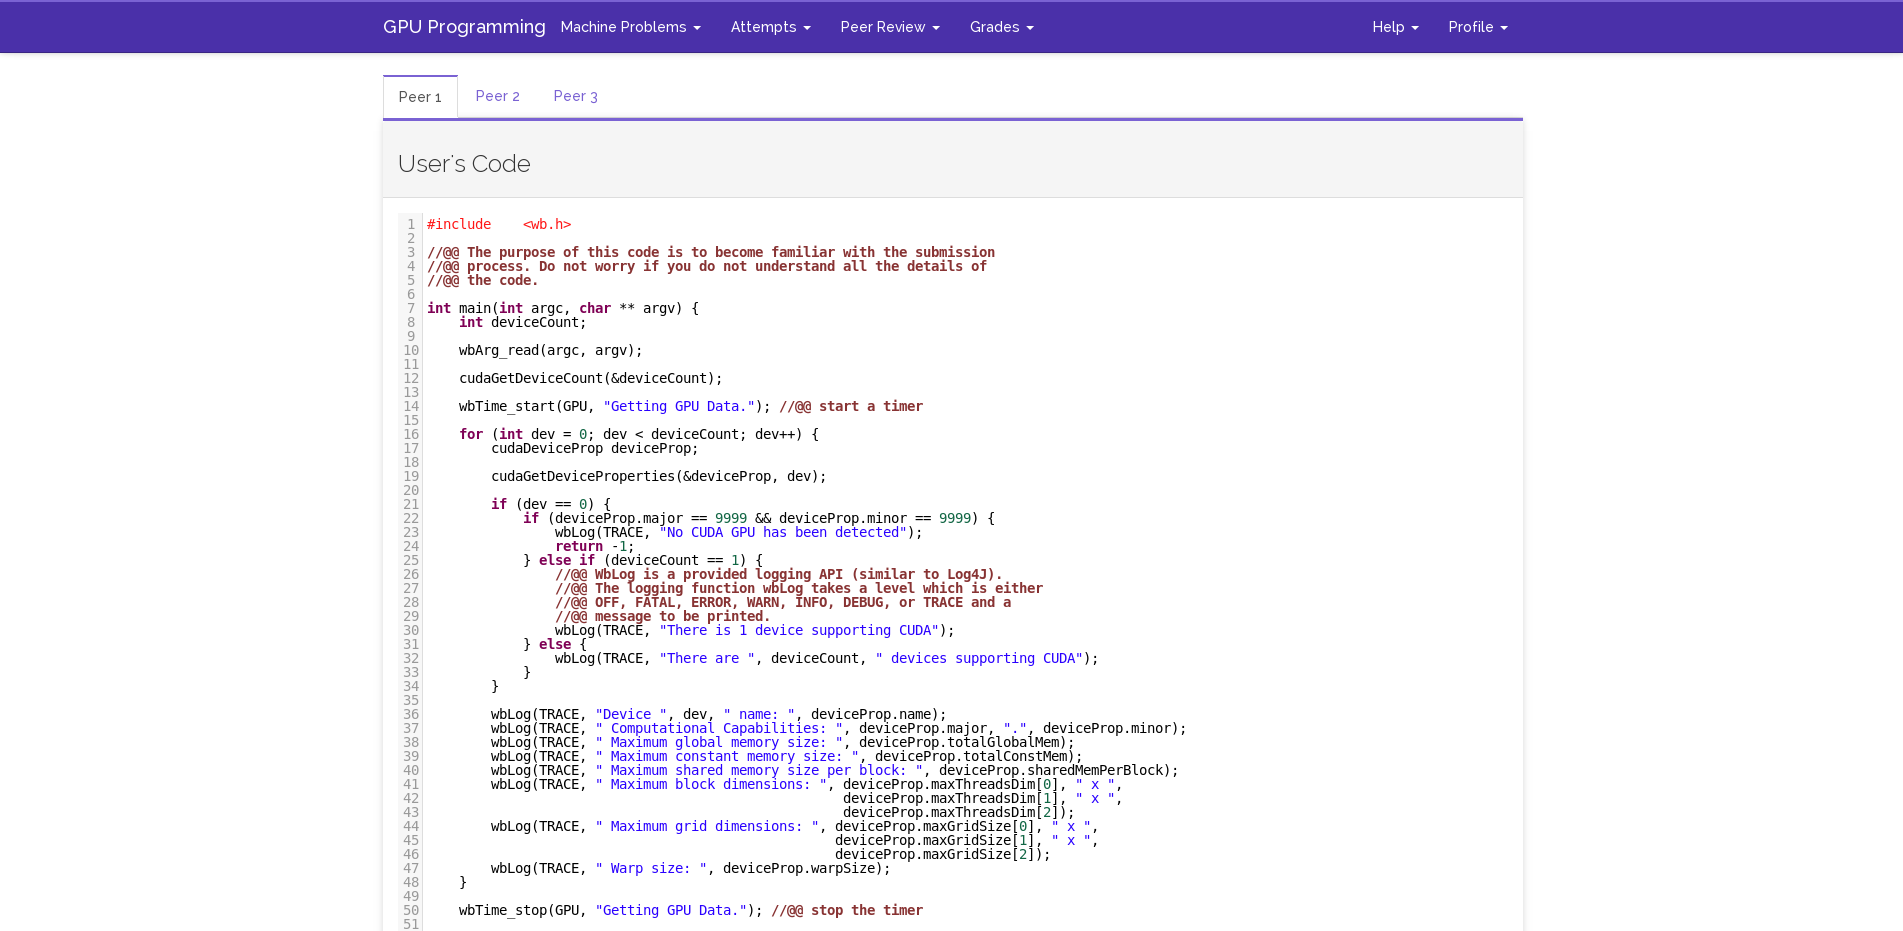 GPU Programming Machine Problems Attempts Peer Review Grades Help Profile
Peer 1 Peer 2 Peer 3
User's Code
1 #include    <wb.h>
2
3 //@@ The purpose of this code is to become familiar with the submission
4 //@@ process. Do not worry if you do not understand all the details of
5 //@@ the code.
6
7 int main(int argc, char ** argv) {
8     int deviceCount;
9
10     wbArg_read(argc, argv);
11
12     cudaGetDeviceCount(&deviceCount);
13
14     wbTime_start(GPU, "Getting GPU Data."); //@@ start a timer
15
16     for (int dev = 0; dev < deviceCount; dev++) {
17         cudaDeviceProp deviceProp;
18
19         cudaGetDeviceProperties(&deviceProp, dev);
20
21         if (dev == 0) {
22             if (deviceProp.major == 9999 && deviceProp.minor == 9999) {
23                 wbLog(TRACE, "No CUDA GPU has been detected");
24                 return -1;
25             } else if (deviceCount == 1) {
26                 //@@ WbLog is a provided logging API (similar to Log4J).
27                 //@@ The logging function wbLog takes a level which is either
28                 //@@ OFF, FATAL, ERROR, WARN, INFO, DEBUG, or TRACE and a
29                 //@@ message to be printed.
30                 wbLog(TRACE, "There is 1 device supporting CUDA");
31             } else {
32                 wbLog(TRACE, "There are ", deviceCount, " devices supporting CUDA");
33             }
34         }
35
36         wbLog(TRACE, "Device ", dev, " name: ", deviceProp.name);
37         wbLog(TRACE, " Computational Capabilities: ", deviceProp.major, ".", deviceProp.minor);
38         wbLog(TRACE, " Maximum global memory size: ", deviceProp.totalGlobalMem);
39         wbLog(TRACE, " Maximum constant memory size: ", deviceProp.totalConstMem);
40         wbLog(TRACE, " Maximum shared memory size per block: ", deviceProp.sharedMemPerBlock);
41         wbLog(TRACE, " Maximum block dimensions: ", deviceProp.maxThreadsDim[0], " x ",
42                                                     deviceProp.maxThreadsDim[1], " x ",
43                                                     deviceProp.maxThreadsDim[2]);
44         wbLog(TRACE, " Maximum grid dimensions: ", deviceProp.maxGridSize[0], " x ",
45                                                    deviceProp.maxGridSize[1], " x ",
46                                                    deviceProp.maxGridSize[2]);
47         wbLog(TRACE, " Warp size: ", deviceProp.warpSize);
48     }
49
50     wbTime_stop(GPU, "Getting GPU Data."); //@@ stop the timer
51